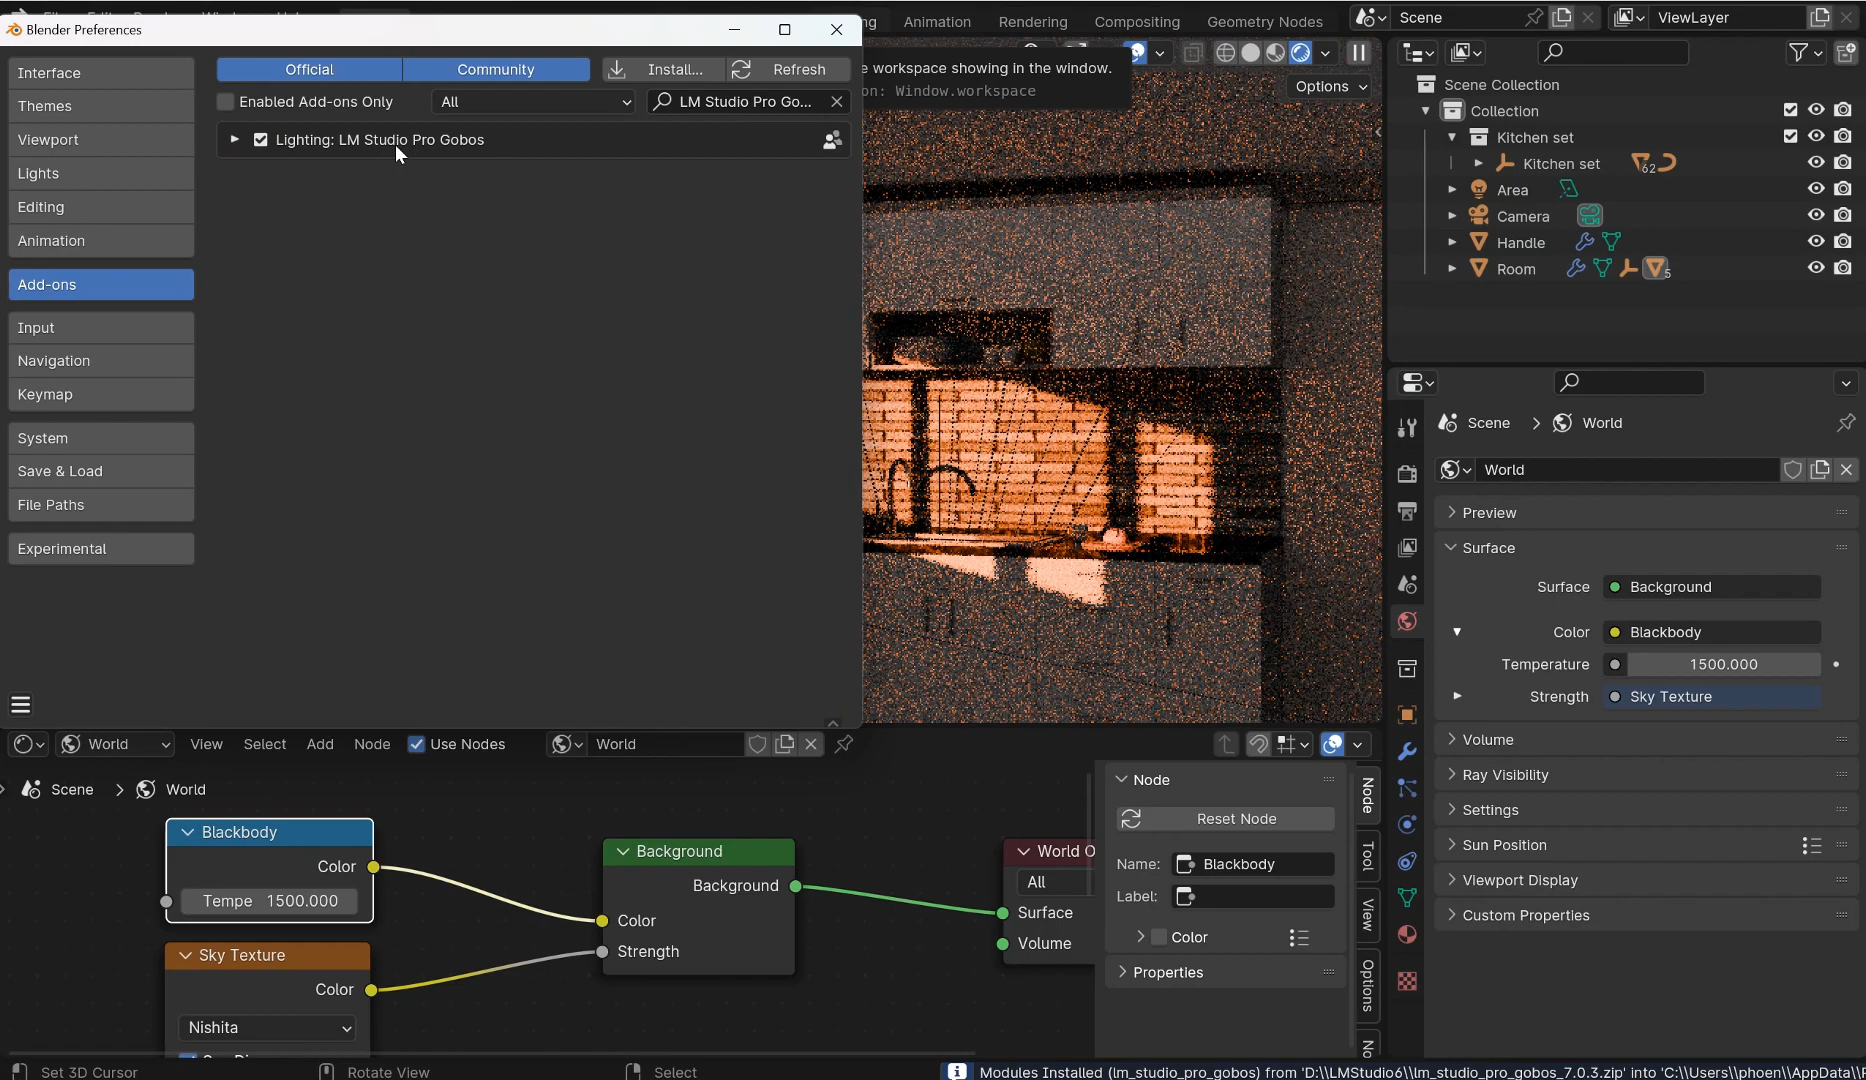 Blender Preferences
ng
Animation
Rendering
Compositing
Geometry Nodes
Scene
ViewLayer
Interface
Themes
Viewport
Lights
Editing
Animation
Add-ons
Input
Navigation
Keymap
System
Save & Load
File Paths
Experimental
Official
Community
Install...
Refresh
Enabled Add-ons Only
All
LM Studio Pro Go...
Lighting: LM Studio Pro Gobos
e workspace showing in the window.
on: Window.workspace
Options
Scene Collection
Collection
Kitchen set
Kitchen set
62
Area
Camera
Handle
Room
5
Scene
World
World
Preview
Surface
Surface
Background
Color
Blackbody
Temperature
1500.000
Strength
Sky Texture
Volume
Ray Visibility
Settings
Sun Position
Viewport Display
Custom Properties
World
View
Select
Add
Node
Use Nodes
World
Scene
World
Blackbody
Color
Tempe 1500.000
Sky Texture
Color
Nishita
Background
Background
Color
Strength
World O
All
Surface
Volume
Node
Reset Node
Name:
Blackbody
Label:
Color
Properties
Node
Tool
View
Options
No
Set 3D Cursor
Rotate View
Select
Modules Installed (lm_studio_pro_gobos) from 'D:\\LMStudio6\\lm_studio_pro_gobos_7.0.3.zip' into 'C:\\Users\\phoen\\AppData\\